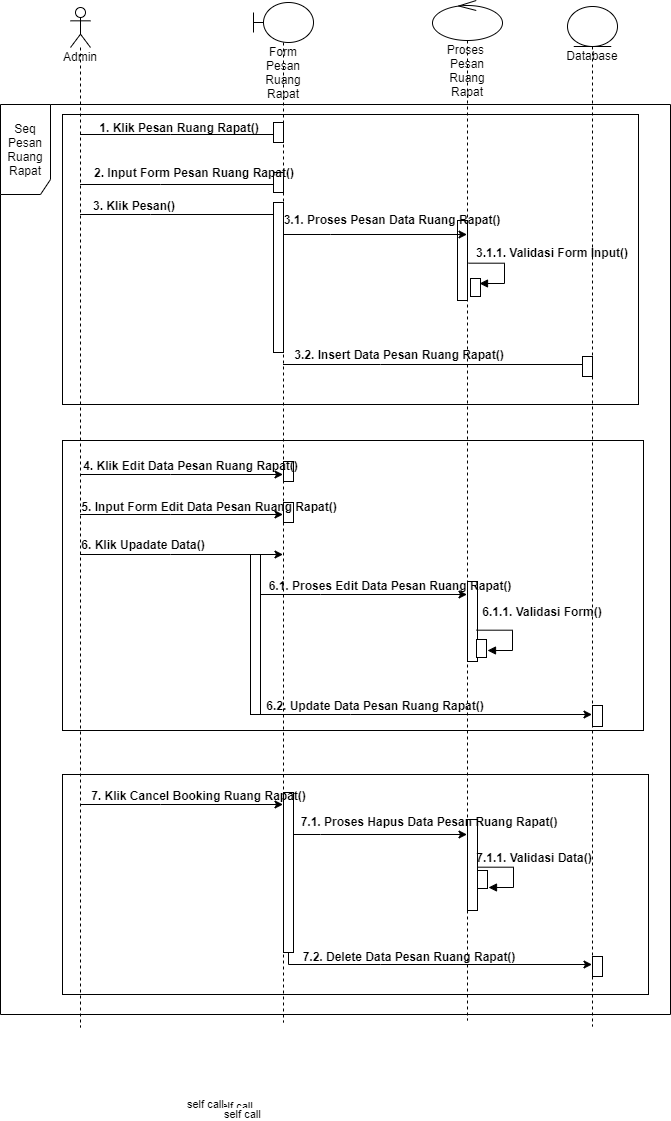 Admin
Form
Pesan
Ruang
Rapat
Proses
Pesan
Ruang
Rapat
Database
Seq
Pesan
Ruang
Rapat
1. Klik Pesan Ruang Rapat()
2. Input Form Pesan Ruang Rapat()
3. Klik Pesan()
3.1. Proses Pesan Data Ruang Rapat()
3.1.1. Validasi Form Input()
3.2. Insert Data Pesan Ruang Rapat()
4. Klik Edit Data Pesan Ruang Rapat()
5. Input Form Edit Data Pesan Ruang Rapat()
6. Klik Upadate Data()
6.1. Proses Edit Data Pesan Ruang Rapat()
6.1.1. Validasi Form()
6.2. Update Data Pesan Ruang Rapat()
7. Klik Cancel Booking Ruang Rapat()
7.1. Proses Hapus Data Pesan Ruang Rapat()
7.1.1. Validasi Data()
7.2. Delete Data Pesan Ruang Rapat()
self call
call
self call